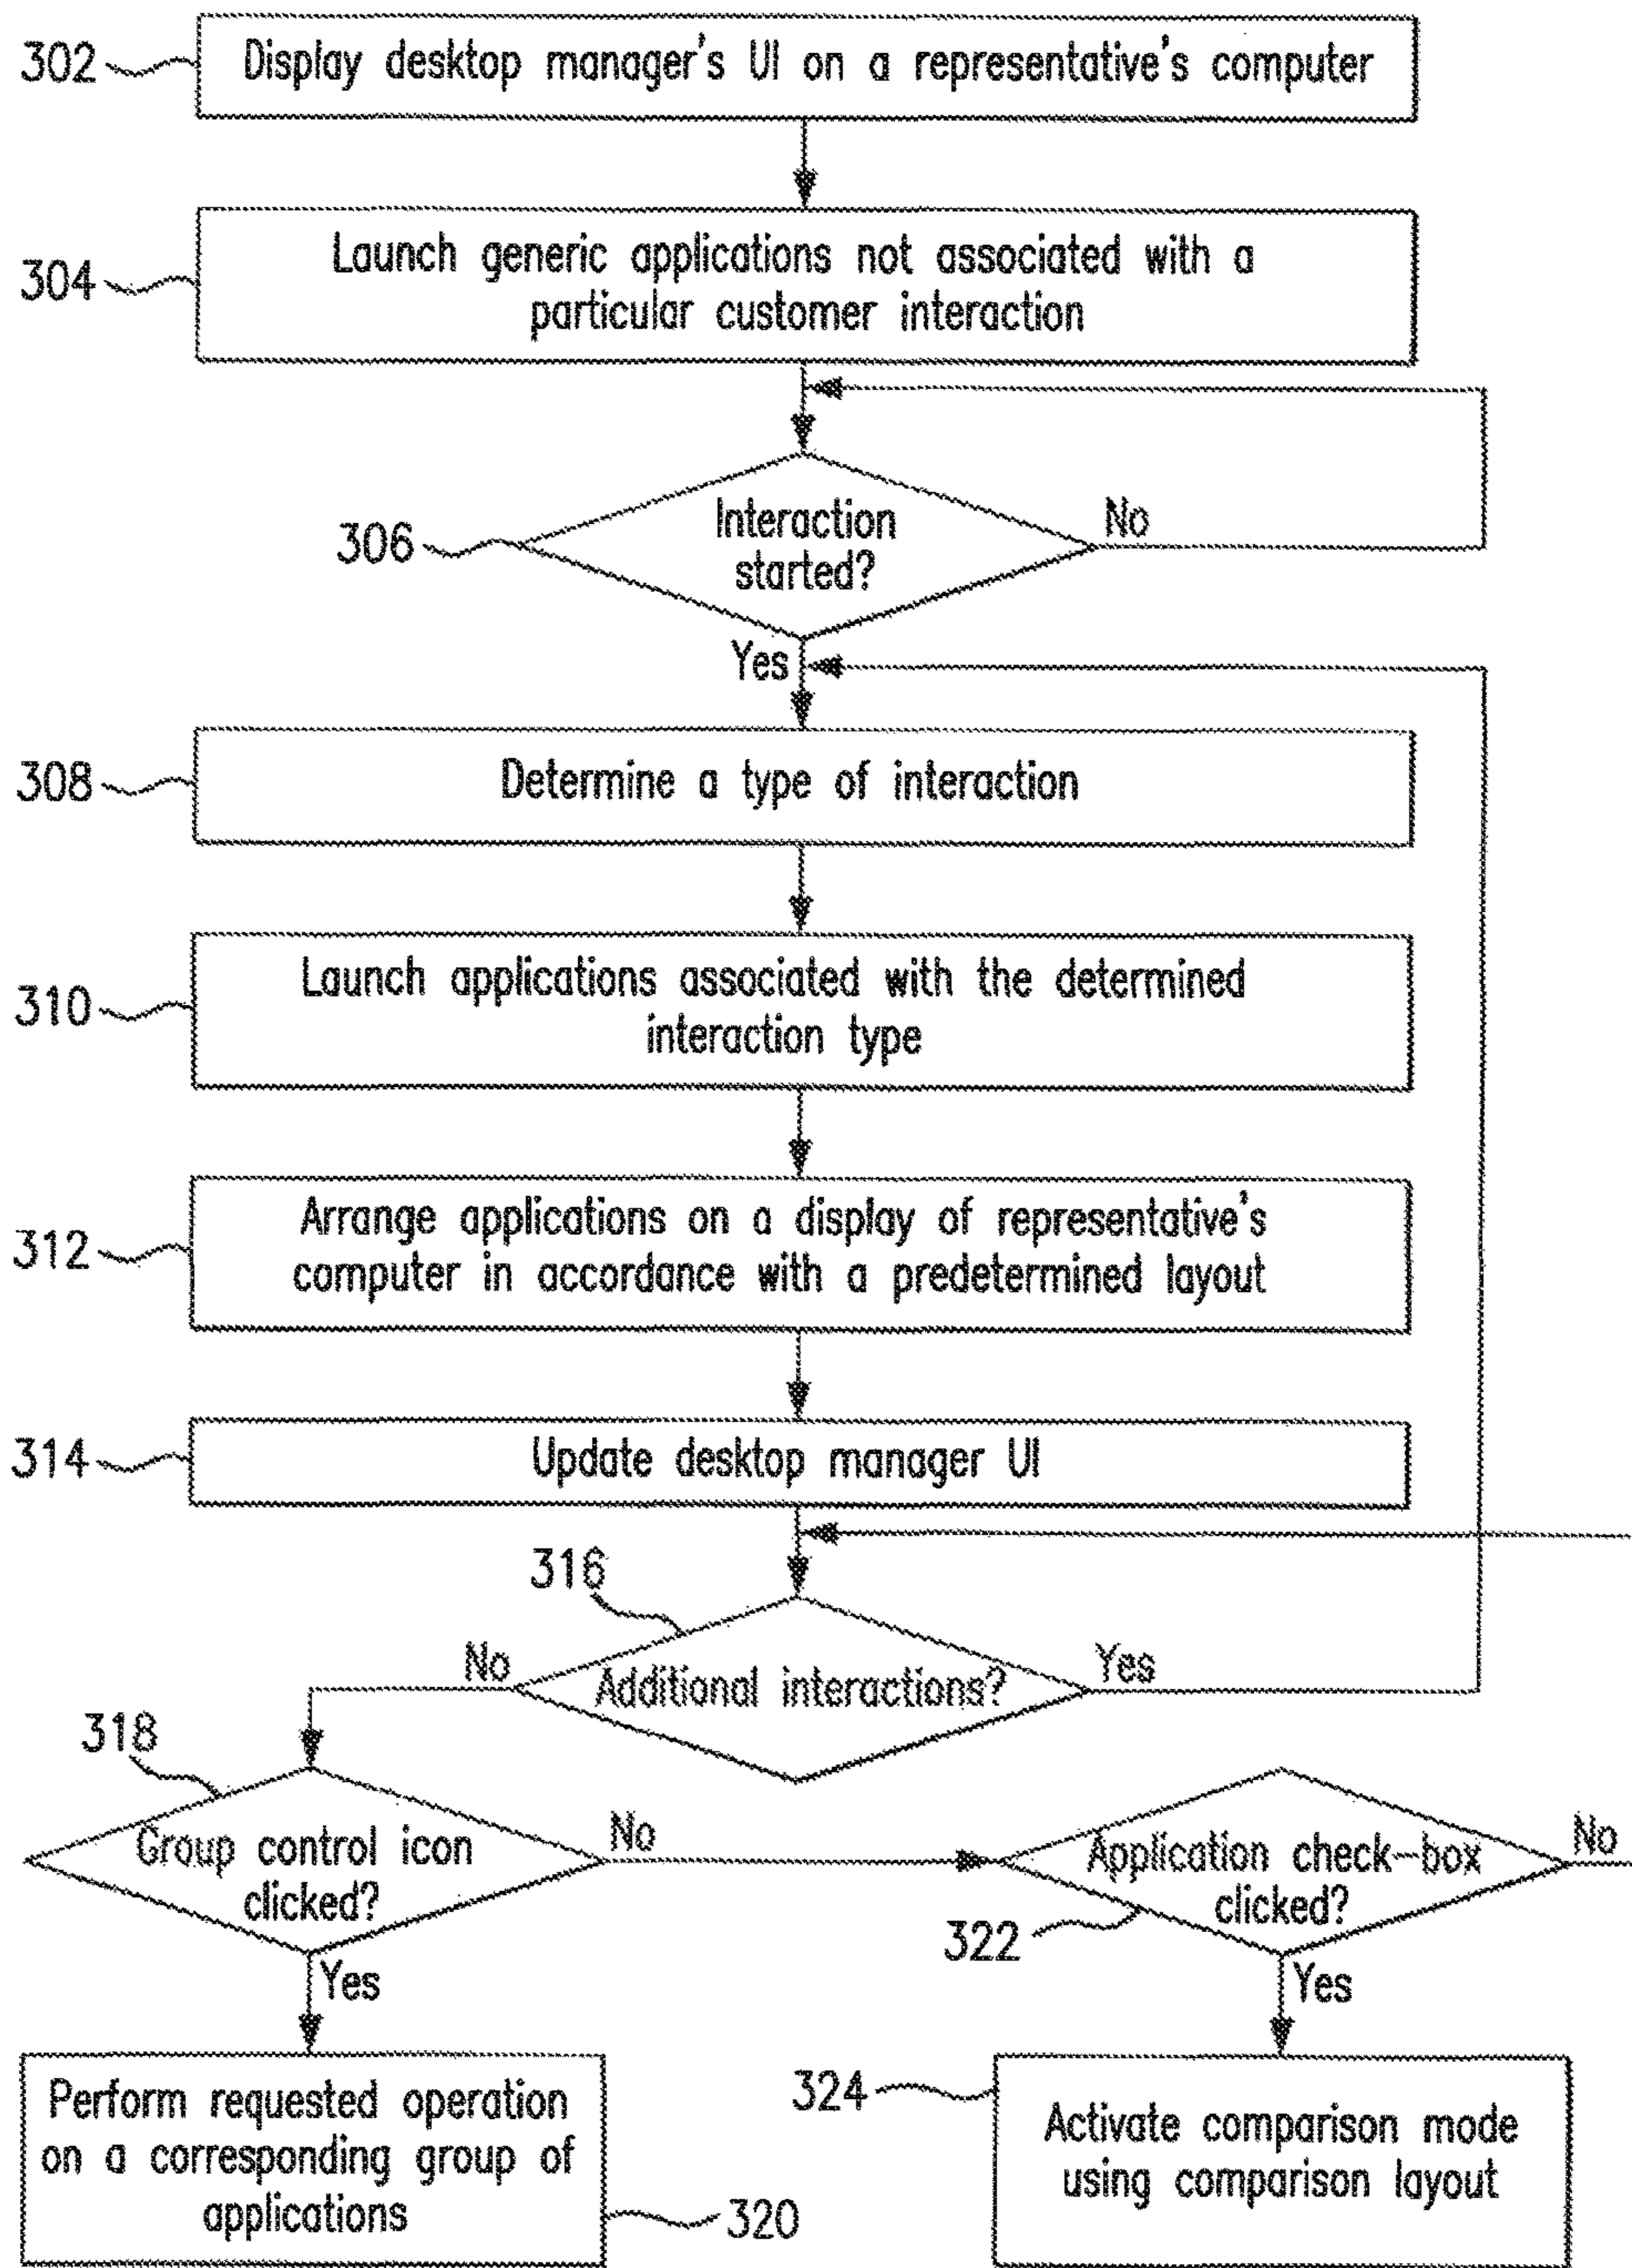 302
Display desktop manager's UI on a representative's computer
304
Launch generic applications not associated with a
particular customer interaction
306
Interaction
started?
No
Yes
308
Determine a type of interaction
310
Launch applications associated with the determined
interaction type
312
Arrange applications on a display of representative's
computer in accordance with a predetermined layout
314
Update desktop manager UI
316
No
Additional interactions?
Yes
318
Group control icon
clicked?
No
Yes
Application check-box
clicked?
No
322
Yes
Perform requested operation
on a corresponding group of
applications
320
324
Activate comparison mode
using comparison layout